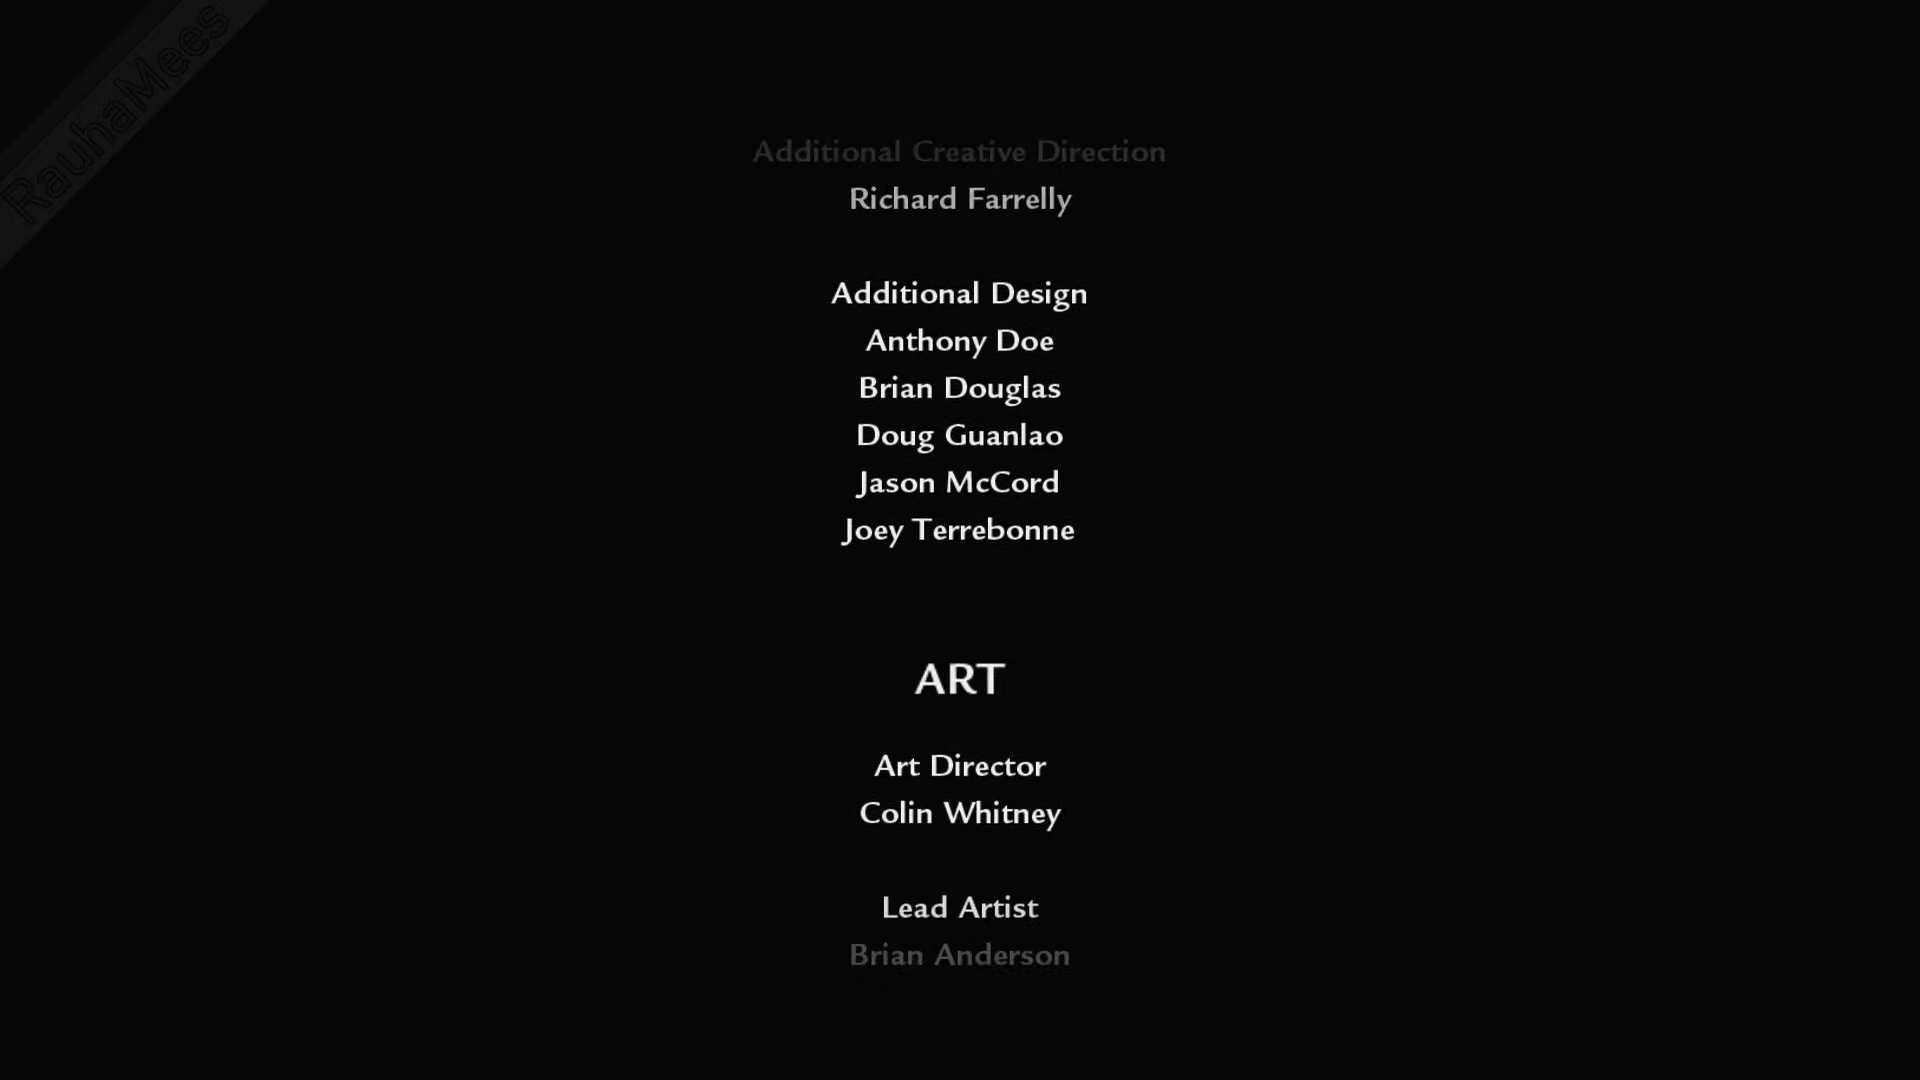 RauhaMees
Additional Creative Direction
Richard Farrelly
Additional Design
Anthony Doe
Brian Douglas
Doug Guanlao
Jason McCord
Joey Terrebonne
ART
Art Director
Colin Whitney
Lead Artist
Brian Anderson